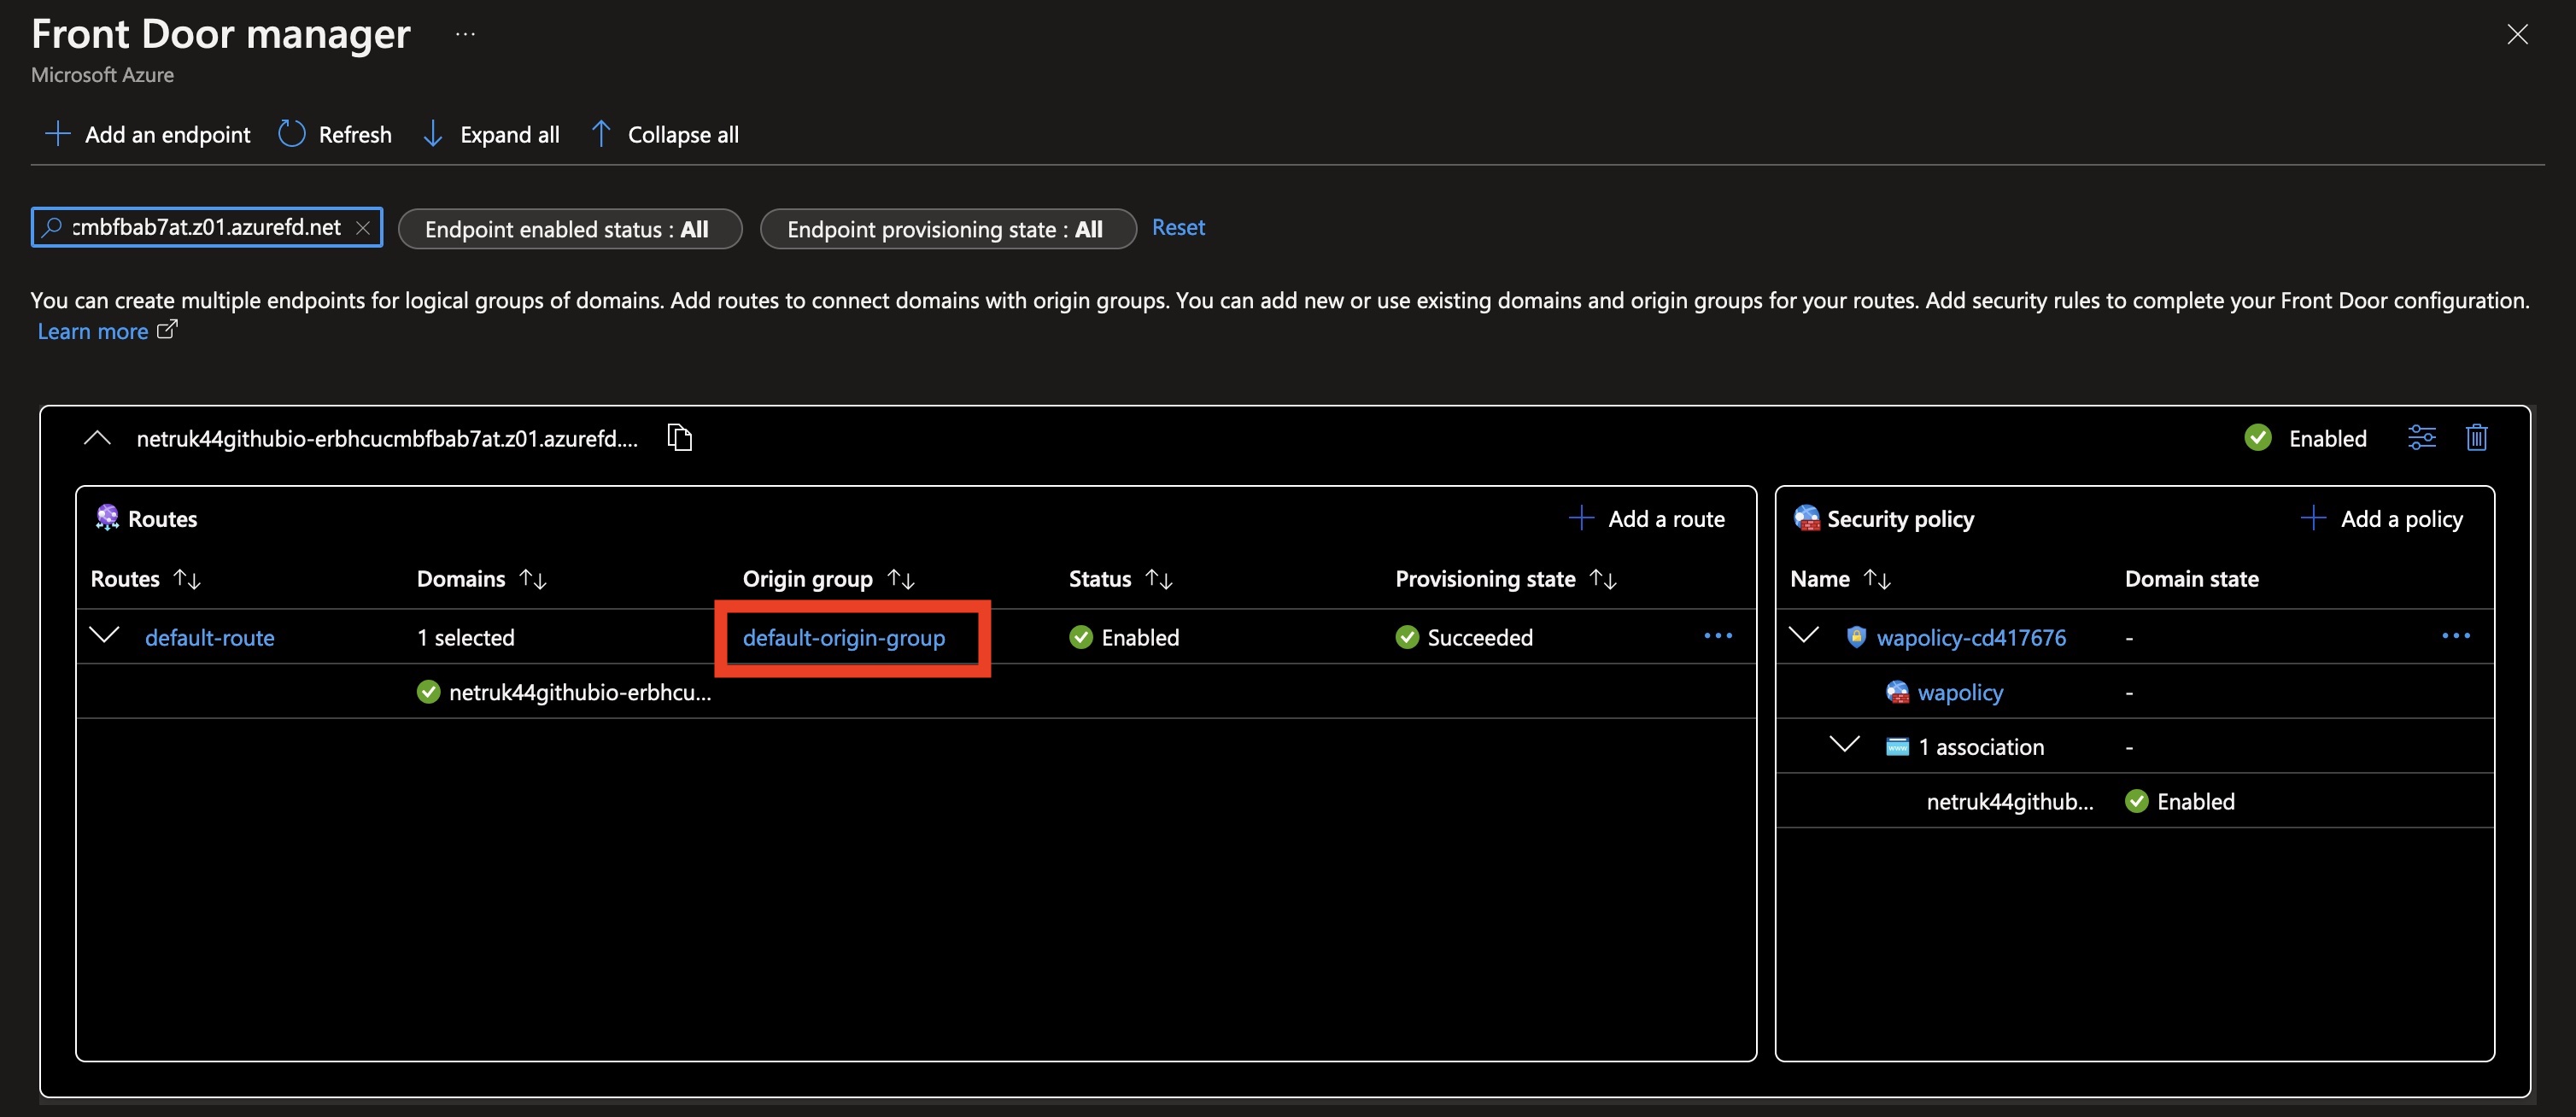 Front Door manager ...
Microsoft Azure
Add an endpoint Refresh Expand all Collapse all
cmbfbab7at.z01.azurefd.net Endpoint enabled status : All Endpoint provisioning state : All Reset
You can create multiple endpoints for logical groups of domains. Add routes to connect domains with origin groups. You can add new or use existing domains and origin groups for your routes. Add security rules to complete your Front Door configuration.
Learn more
netruk44githubio-erbhcucmbfbab7at.z01.azurefd.... Enabled
Routes Add a route
Routes Domains Origin group Status Provisioning state
default-route 1 selected default-origin-group Enabled Succeeded ...
netruk44githubio-erbhcu...
Security policy Add a policy
Name Domain state
wapolicy-cd417676 - ...
wapolicy -
www 1 association -
netruk44github... Enabled